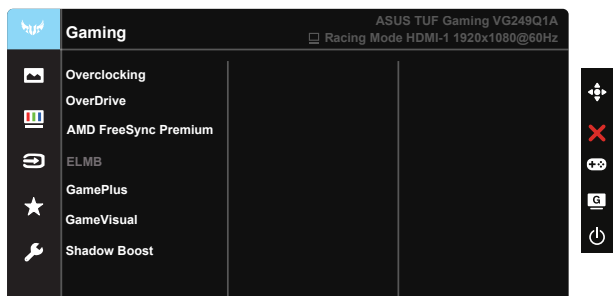 Gaming
ASUS TUF Gaming VG249Q1A
Racing Mode HDMI-1 1920x1080@60Hz
Overclocking
OverDrive
AMD FreeSync Premium
ELMB
GamePlus
GameVisual
Shadow Boost
G